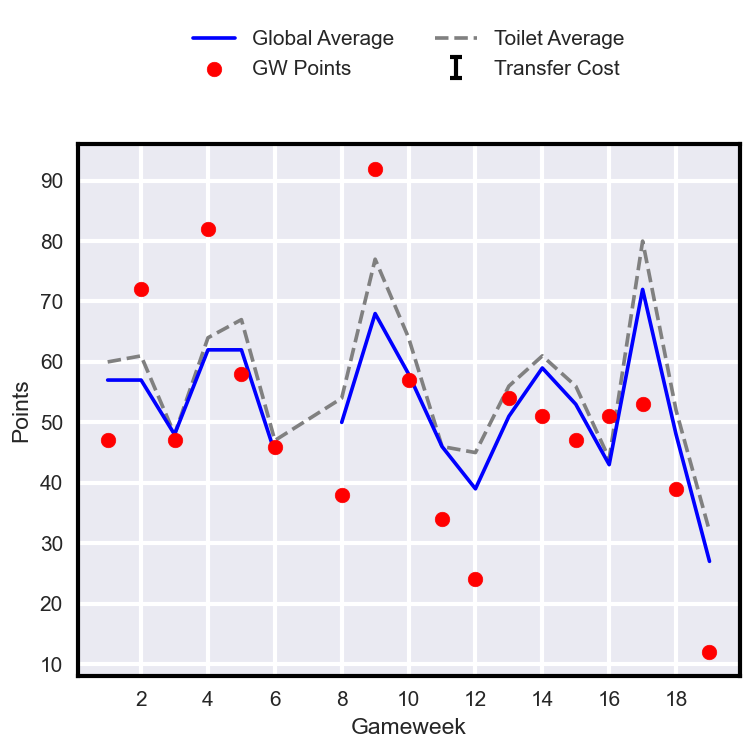 Global Average
Toilet Average
GW Points
Transfer Cost
90
80
70
60
50
40
30
20
10
Points
2 4 6 8 10 12 14 16 18
Gameweek